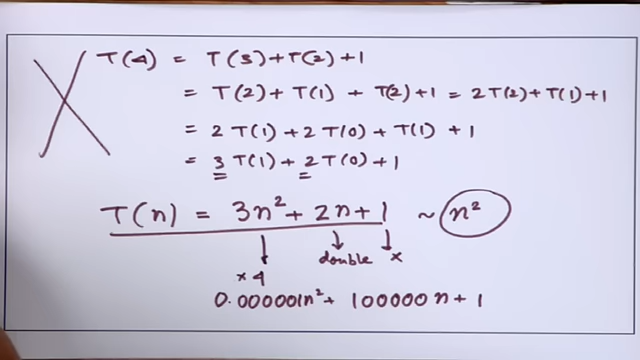 T(4) = T(3)+T(2)+1
= T(2)+ T(1) + T(2)+1 = 2T(2)+T(1)+1
= 2T(1)+2T(0)+T(1) +1
= 3T(1)+2T(0)+1
T(n) = 3n²+2n+1 ~ n²
double x
×4
0.000001n²+ 100000n+1